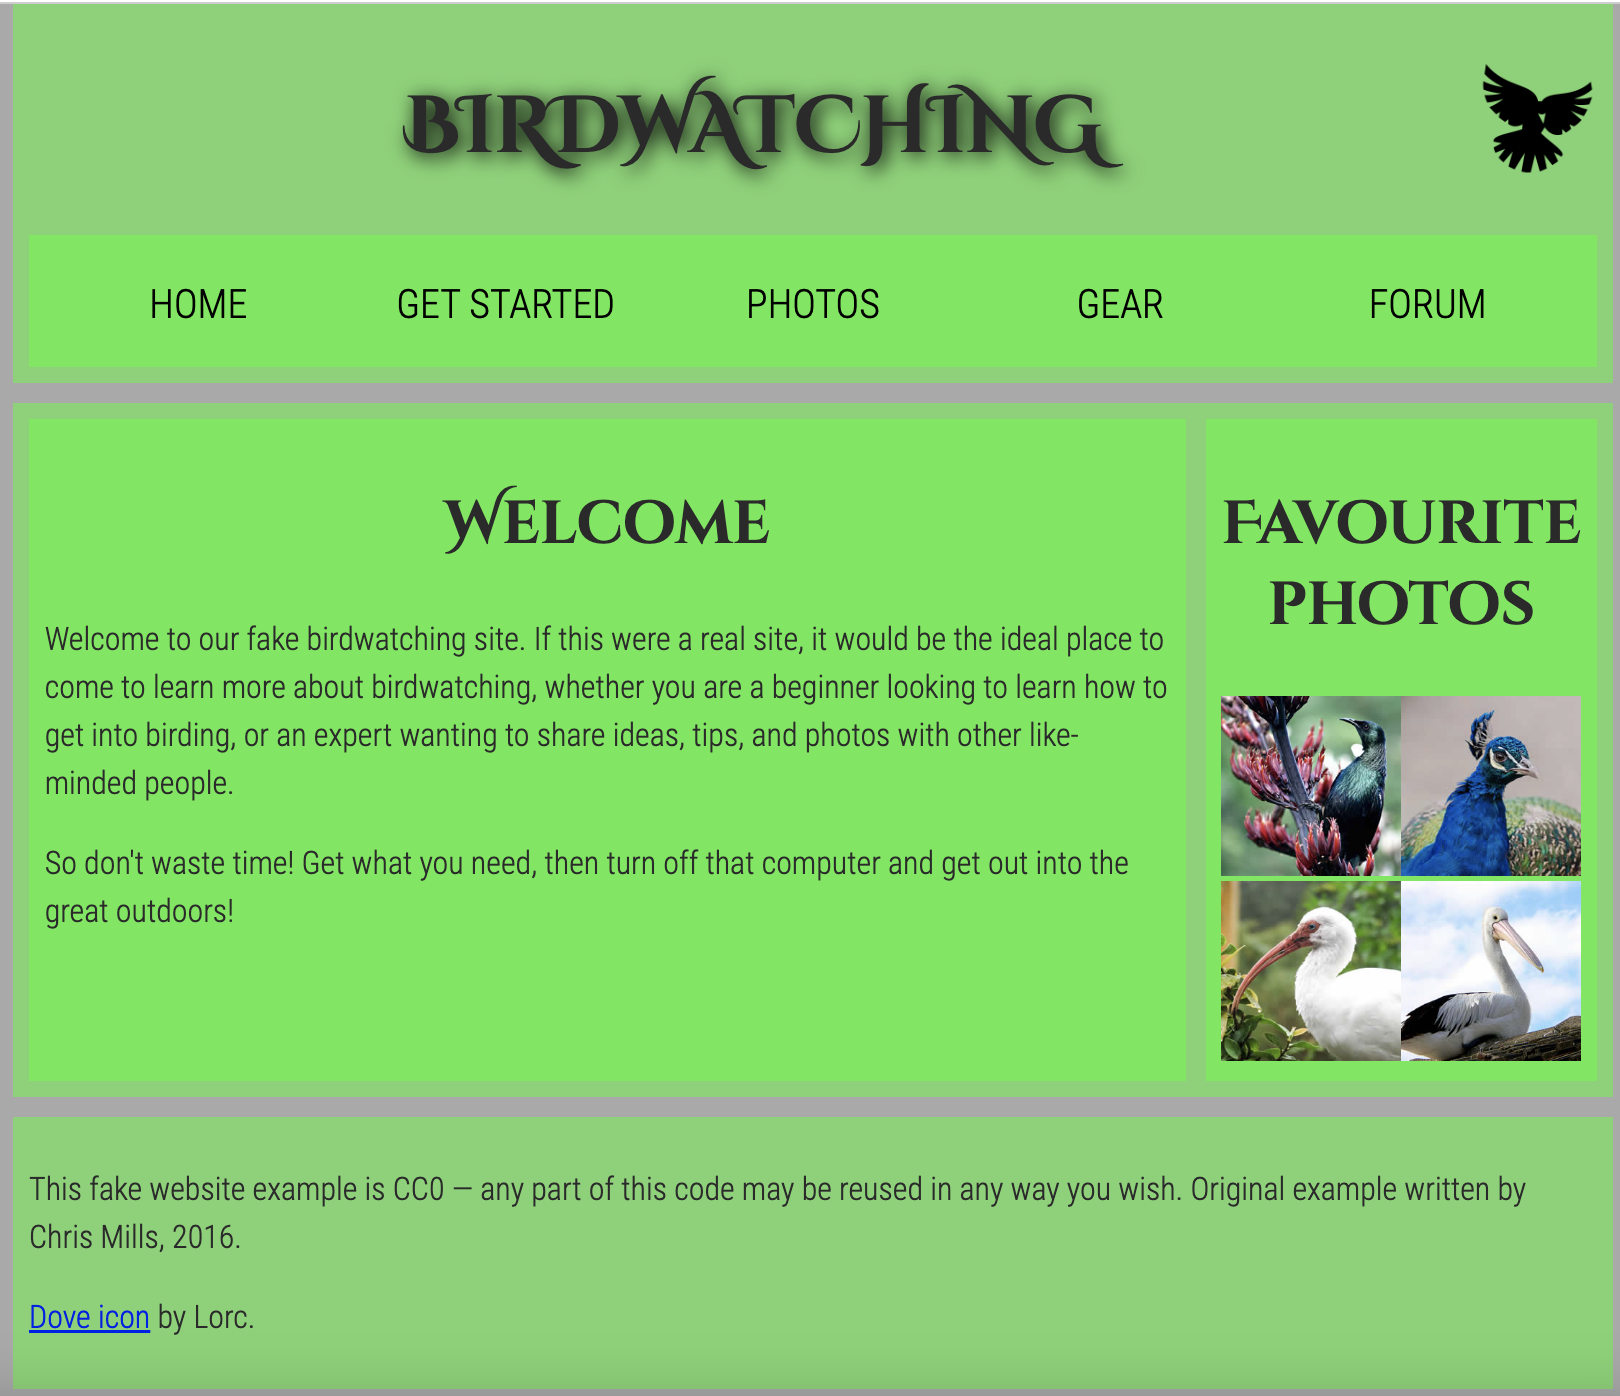 BIRDWATCHING
HOME GET STARTED PHOTOS GEAR FORUM
Welcome
Welcome to our fake birdwatching site. If this were a real site, it would be the ideal place to
come to learn more about birdwatching, whether you are a beginner looking to learn how to
get into birding, or an expert wanting to share ideas, tips, and photos with other like-
minded people.
So don't waste time! Get what you need, then turn off that computer and get out into the
great outdoors!
Favourite
photos
This fake website example is CC0 — any part of this code may be reused in any way you wish. Original example written by
Chris Mills, 2016.
Dove icon by Lorc.